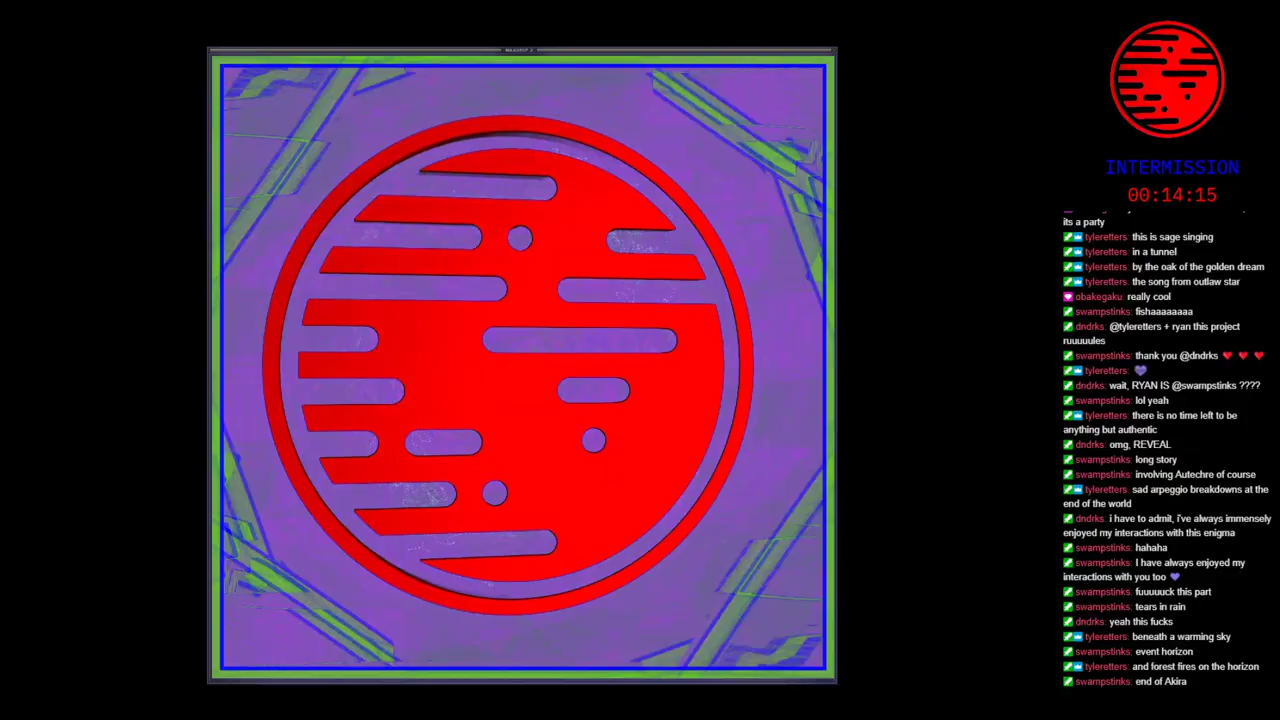 INTERMISSION
00:14:15
its a party
tyleretters: this is sage singing
tyleretters: in a tunnel
tyleretters: by the oak of the golden dream
tyleretters: the song from outlaw star
obakegaku: really cool
swampstinks: fishaaaaaaaa
dndrks: @tyleretters + ryan this project
ruuuuules
swampstinks: thank you @dndrks ❤ ❤ ❤
tyleretters: 💜
dndrks: wait, RYAN IS @swampstinks ????
swampstinks: lol yeah
tyleretters: there is no time left to be
anything but authentic
dndrks: omg, REVEAL
swampstinks: long story
swampstinks: involving Autechre of course
tyleretters: sad arpeggio breakdowns at the
end of the world
dndrks: i have to admit, i've always immensely
enjoyed my interactions with this enigma
swampstinks: hahaha
swampstinks: I have always enjoyed my
interactions with you too 💜
swampstinks: fuuuuuck this part
swampstinks: tears in rain
dndrks: yeah this fucks
tyleretters: beneath a warming sky
swampstinks: event horizon
tyleretters: and forest fires on the horizon
swampstinks: end of Akira